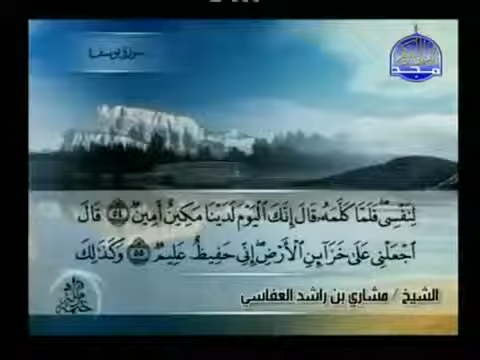 سورة يوسف
المجد
لِنَفْسِي ۖ فَلَمَّا كَلَّمَهُ قَالَ إِنَّكَ الْيَوْمَ لَدَيْنَا مَكِينٌ أَمِينٌ ﴿٥٤﴾ قَالَ
اجْعَلْنِي عَلَىٰ خَزَائِنِ الْأَرْضِ ۖ إِنِّي حَفِيظٌ عَلِيمٌ ﴿٥٥﴾ وَكَذَٰلِكَ
الشيخ / مشاري بن راشد العفاسي